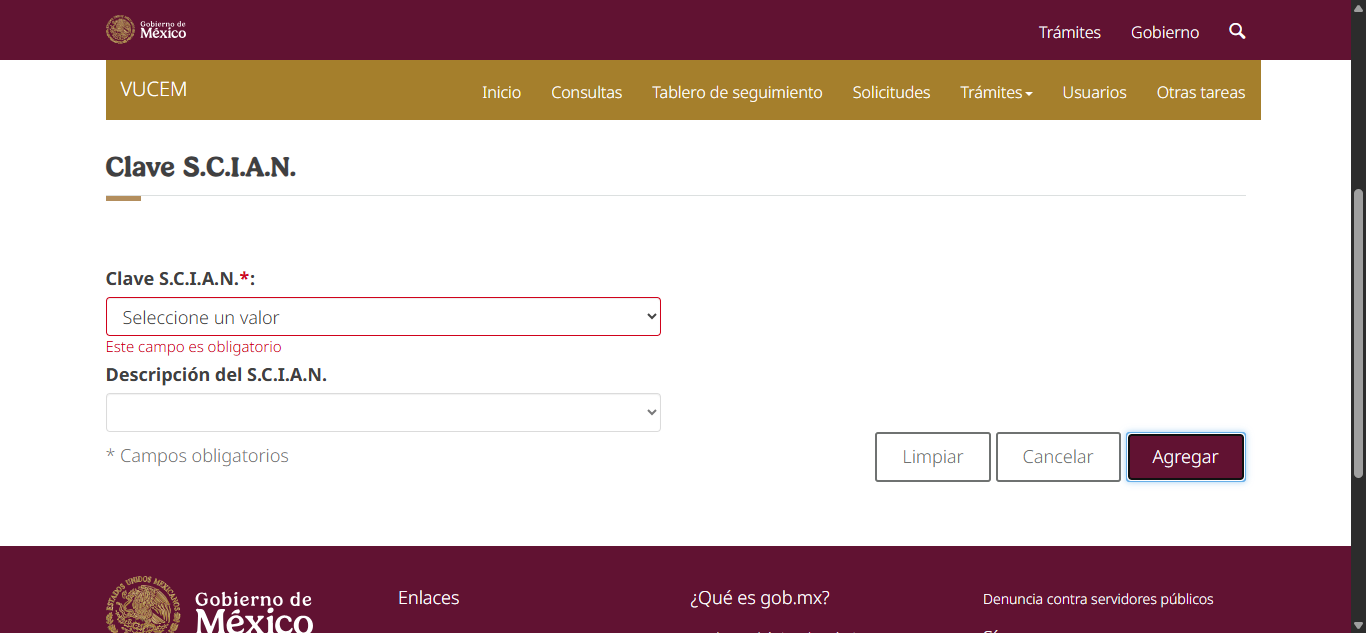 Gobierno de
México
Trámites
Gobierno
VUCEM
Inicio
Consultas
Tablero de seguimiento
Solicitudes
Trámites
Usuarios
Otras tareas
Clave S.C.I.A.N.
Clave S.C.I.A.N.*:
Seleccione un valor
Este campo es obligatorio
Descripción del S.C.I.A.N.
* Campos obligatorios
Limpiar
Cancelar
Agregar
ESTADOS UNIDOS MEXICANOS
Gobierno de
México
Enlaces
¿Qué es gob.mx?
Denuncia contra servidores públicos